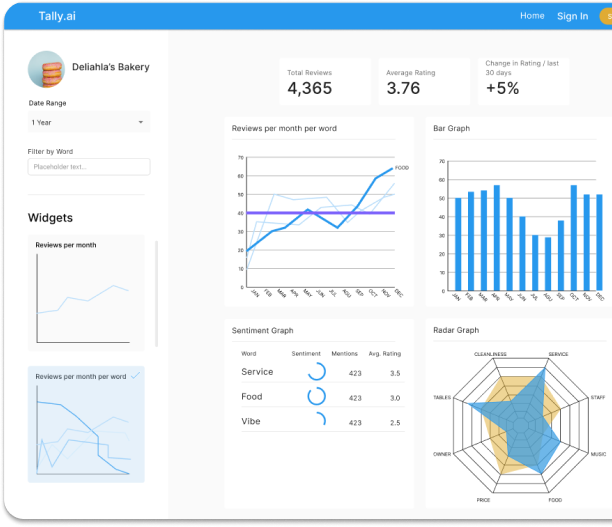 Tally.ai
Home
Sign In
S
Deliahla's Bakery
Date Range
1 Year
Filter by Word
Placeholder text...
Widgets
Reviews per month
Reviews per month per word
Total Reviews
4,365
Average Rating
3.76
Change in Rating / last
30 days
+5%
Reviews per month per word
70
60
50
40
30
20
10
0
FOOD
JAN FEB MAR APR MAY JUN JUL AGU SEP OCT NOV DEC
Bar Graph
70
60
50
40
30
20
10
0
JAN FEB MAR APR MAY JUN JUL AGU SEP OCT NOV DEC
Sentiment Graph
Word Sentiment Mentions Avg. Rating
Service 423 3.5
Food 423 3.0
Vibe 423 2.5
Radar Graph
CLEANLINESS
SERVICE
TABLES
STAFF
OWNER
MUSIC
PRICE
FOOD